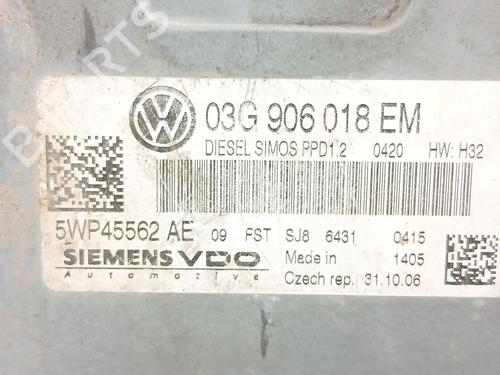 PARTS
03G 906 018 EM
DIESEL SIMOS PPD1.2 0420 HW: H32
5WP45562 AE 09 FST SJ8 6431 0415
SIEMENS VDO Made in 1405
Automotive Czech rep. 31.10.06